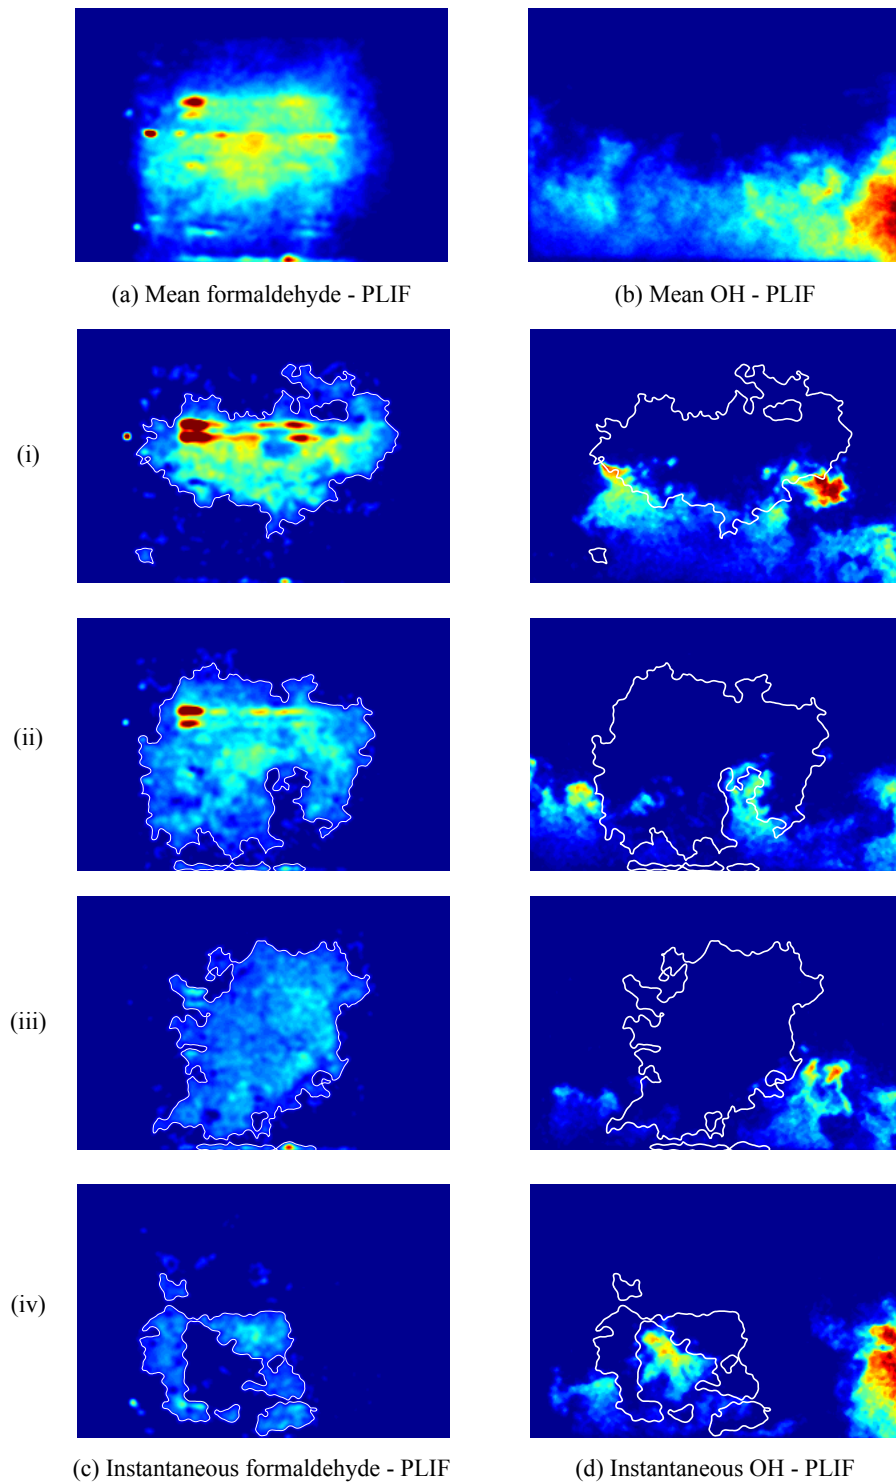 (a) Mean formaldehyde - PLIF
(b) Mean OH - PLIF
(i)
(ii)
(iii)
(iv)
(c) Instantaneous formaldehyde - PLIF
(d) Instantaneous OH - PLIF